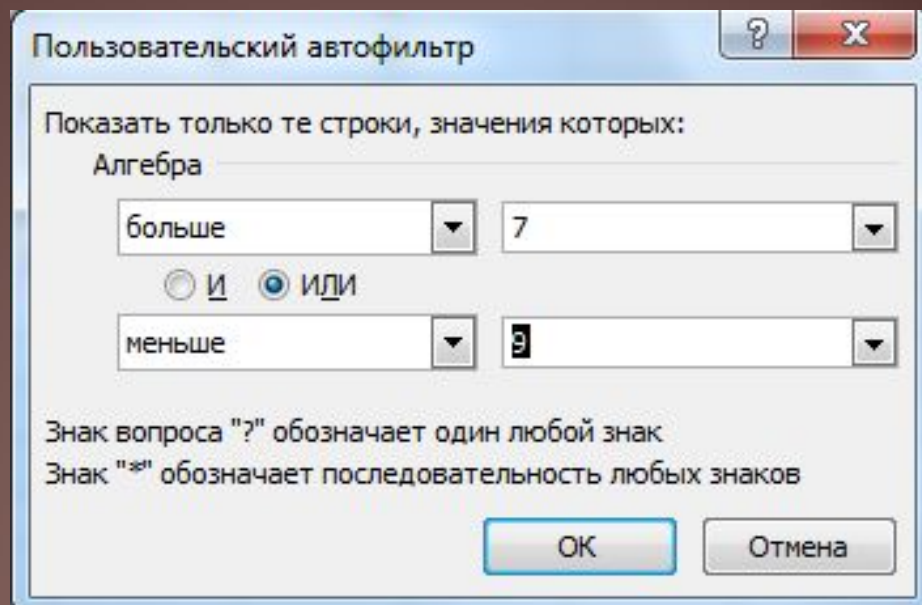 Пользовательский автофильтр
Показать только те строки, значения которых:
Алгебра
больше 7
И ИЛИ
меньше 9
Знак вопроса "?" обозначает один любой знак
Знак "*" обозначает последовательность любых знаков
ОК Отмена